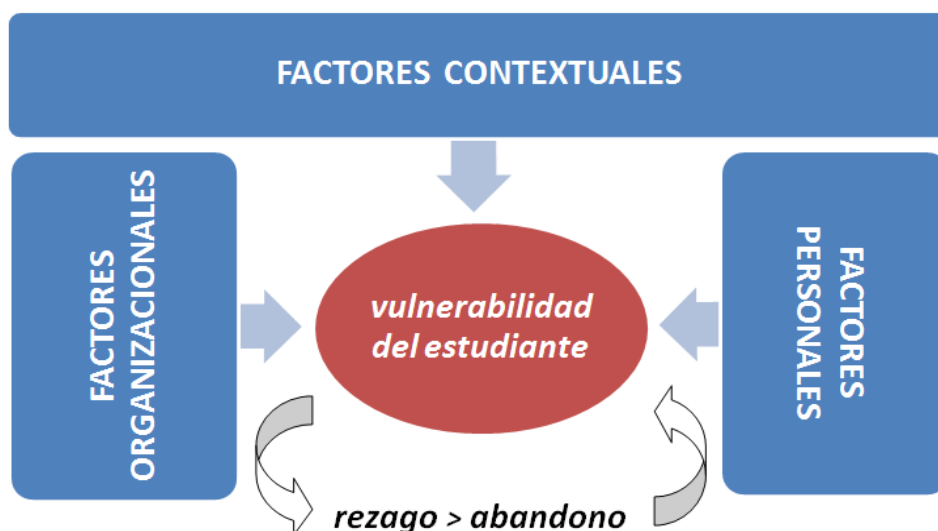 FACTORES CONTEXTUALES
FACTORES
ORGANIZACIONALES
vulnerabilidad
del estudiante
FACTORES
PERSONALES
rezago > abandono